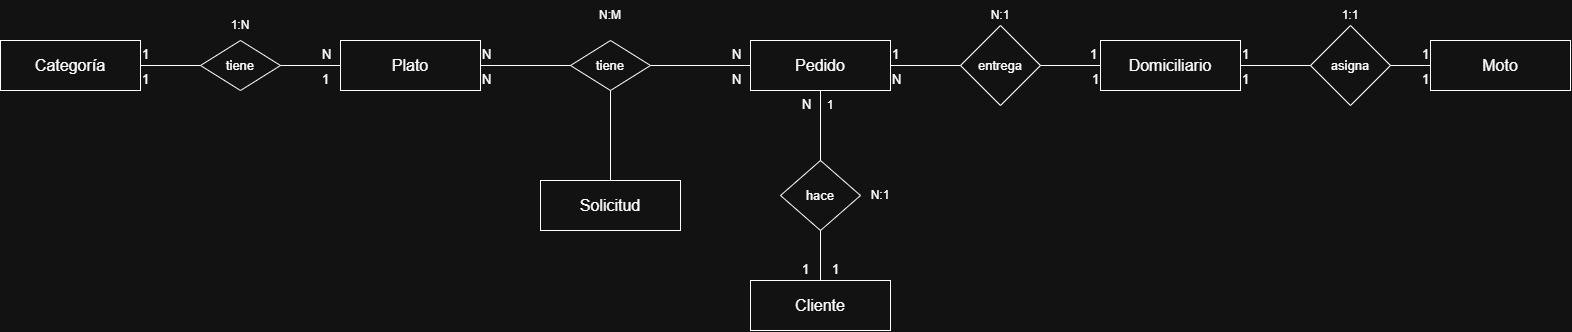 1:N
N:M
N:1
1:1
Categoría
1
1
tiene
N
1
Plato
N
N
tiene
N
N
Pedido
1
N
entrega
1
1
Domiciliario
1
1
asigna
1
1
Moto
N
1
Solicitud
hace
N:1
1
1
Cliente